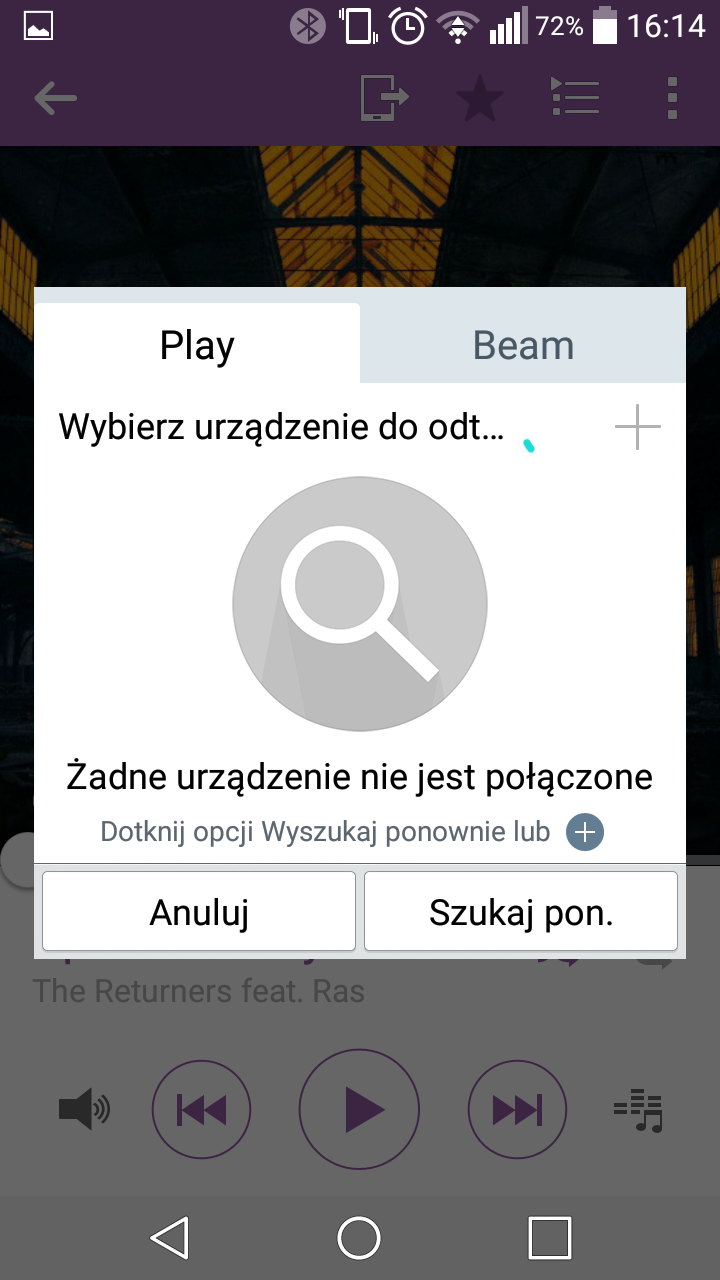 72% 16:14
Play Beam
Wybierz urządzenie do odt...
Żadne urządzenie nie jest połączone
Dotknij opcji Wyszukaj ponownie lub
Anuluj Szukaj pon.
The Returners feat. Ras